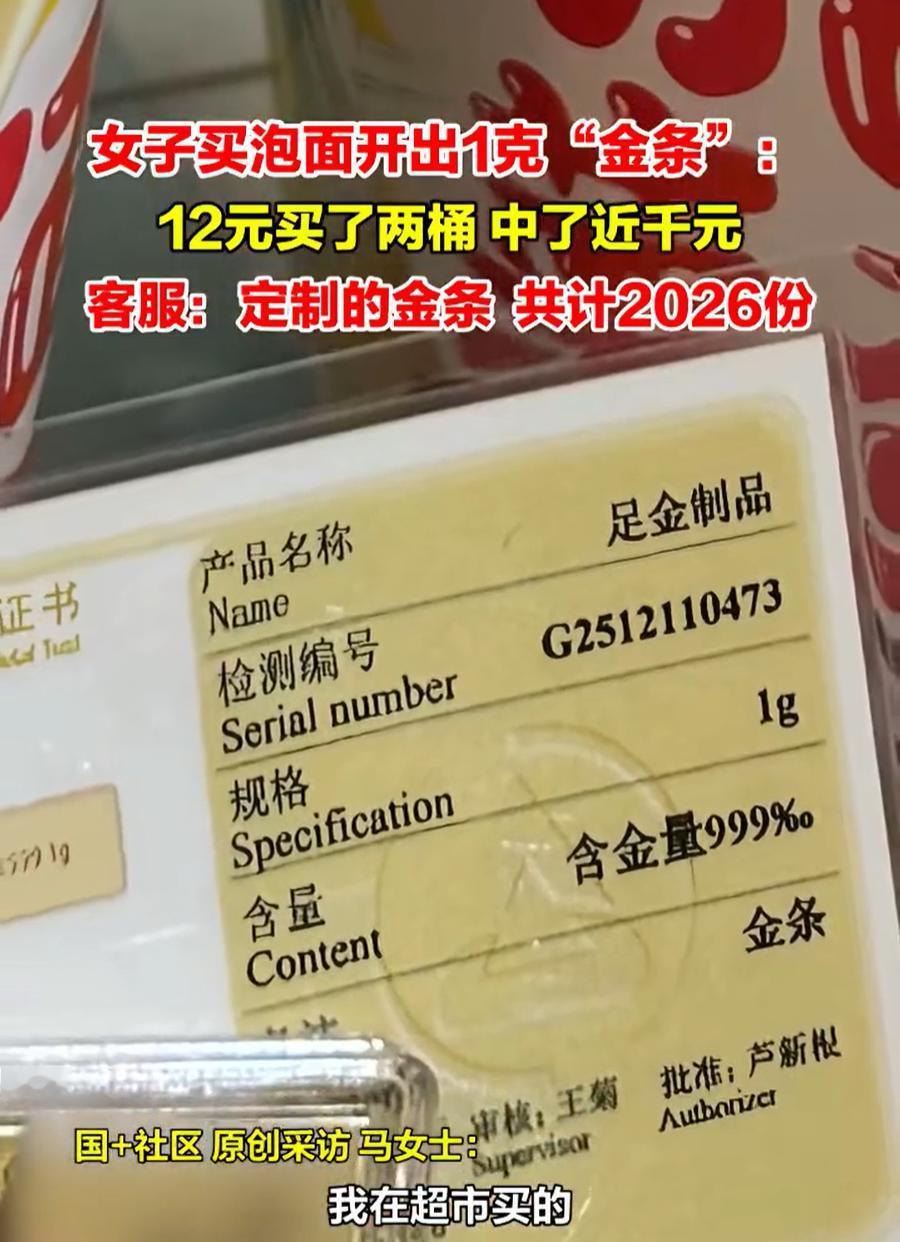 女子买泡面开出1克“金条”：
12元买了两桶 中了近千元
客服：定制的金条 共计2026份
证书
产品名称 足金制品
Name
检测编号 G2512110473
Serial number
规格 1g
Specification
含量 含金量999‰
Content
金条
审核：王菊 批准：芦新根
Supervisor Authorizer
国+社区 原创采访 马女士：
我在超市买的